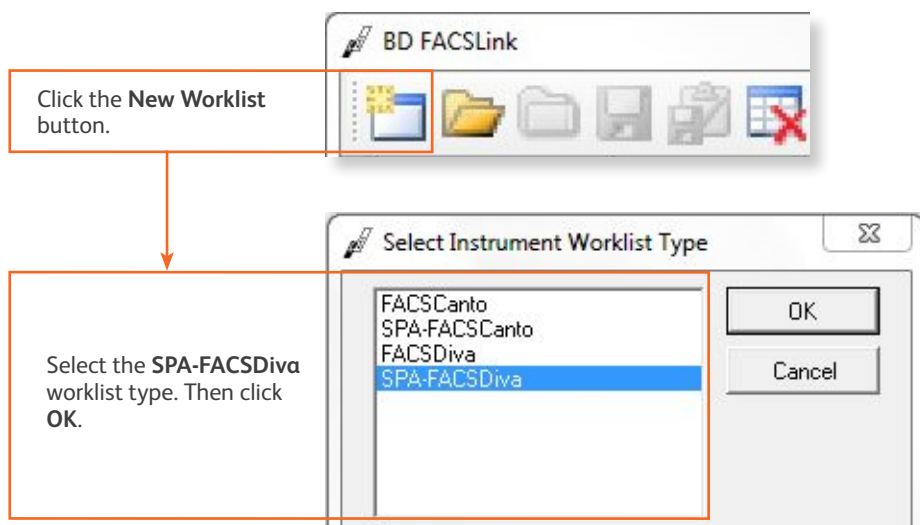 BD FACSLink
Click the New Worklist
button.
Select Instrument Worklist Type
FACSCanto
SPA-FACSCanto
FACSDiva
SPA-FACSDiva
OK
Cancel
Select the SPA-FACSDiva
worklist type. Then click
OK.